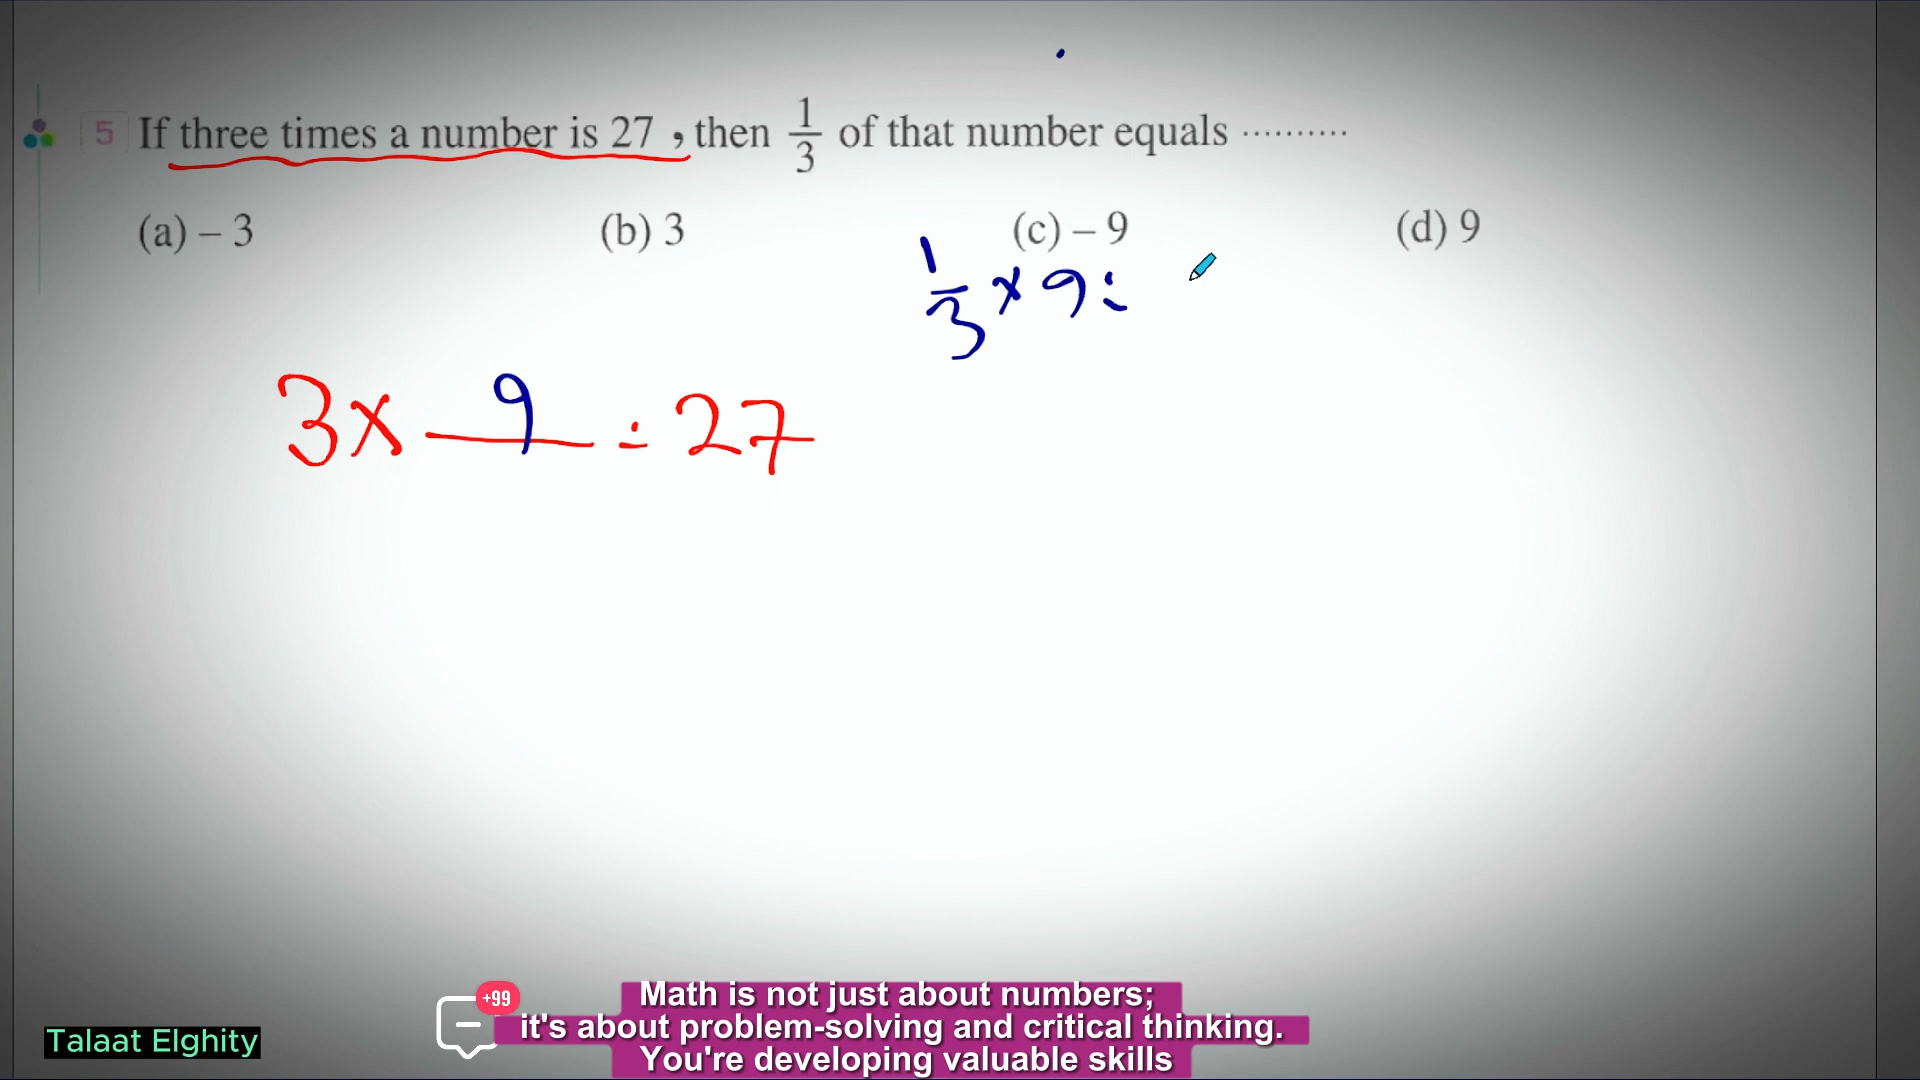 5 If three times a number is 27 , then 1/3 of that number equals ..........
(a) – 3 (b) 3 (c) – 9 (d) 9
1/3 × 9 =
3 × 9 = 27
+99
Math is not just about numbers;
it's about problem-solving and critical thinking.
You're developing valuable skills
Talaat Elghity